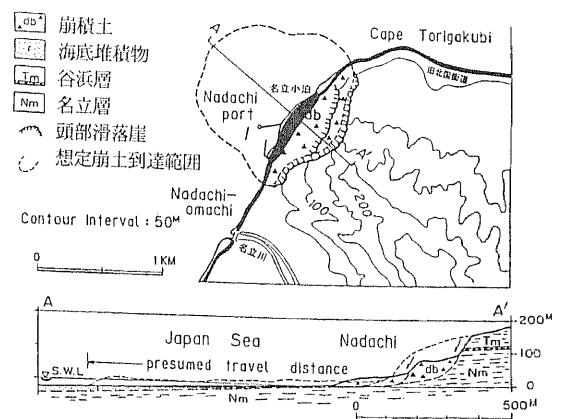 db 崩積土
海底堆積物
Tm 谷浜層
Nm 名立層
頭部滑落崖
想定崩土到達範囲
Contour Interval : 50M
0 1KM
A
Cape Torigakubi
旧北国街道
名立小泊
Nadachi
port
db
A'
Nadachi-
omachi
名立川
100
200
A A'
Japan Sea Nadachi
S.W.L
presumed travel distance
Nm
db
Tm
Nm
200M
100
0
0 500M